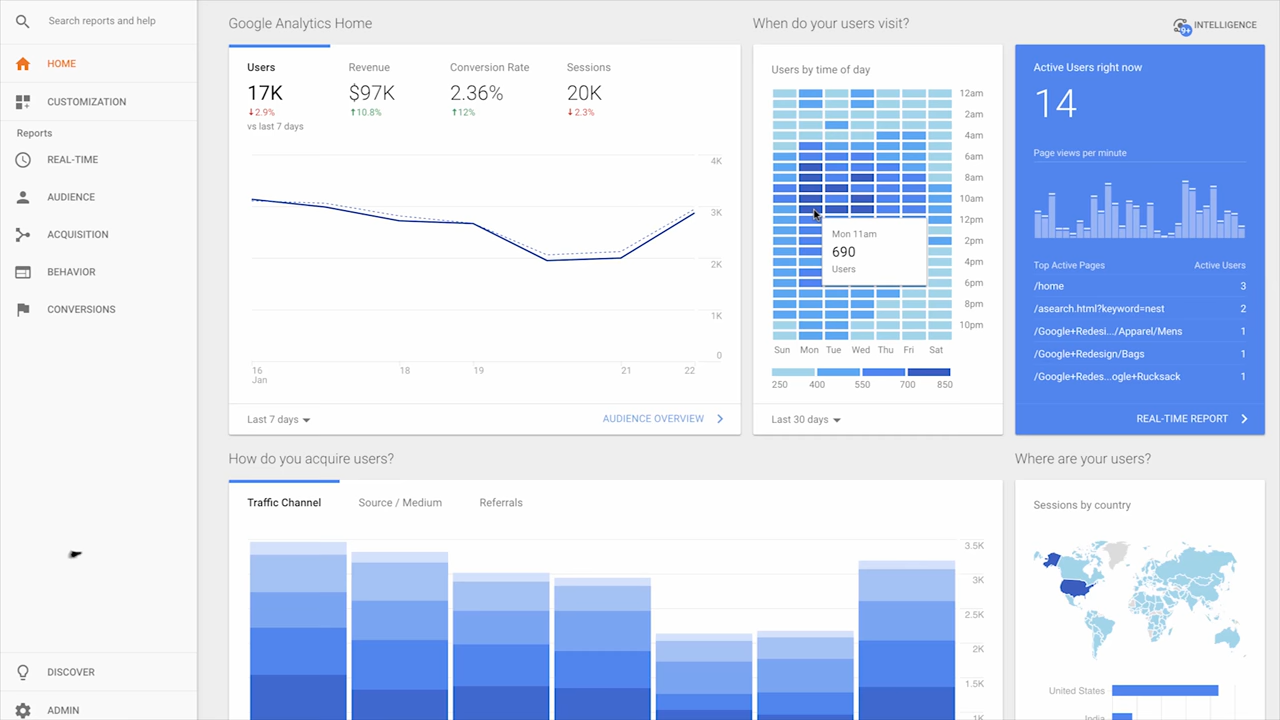 Search reports and help
HOME
CUSTOMIZATION
Reports
REAL-TIME
AUDIENCE
ACQUISITION
BEHAVIOR
CONVERSIONS
DISCOVER
ADMIN
Google Analytics Home
Users
17K
2.9%
vs last 7 days
Revenue
$97K
10.8%
Conversion Rate
2.36%
12%
Sessions
20K
2.3%
4K
3K
2K
1K
0
16 18 19 21 22
Jan
Last 7 days
AUDIENCE OVERVIEW
When do your users visit?
Users by time of day
12am
2am
4am
6am
8am
10am
12pm
2pm
4pm
6pm
8pm
10pm
Mon 11am
690
Users
Sun Mon Tue Wed Thu Fri Sat
250 400 550 700 850
Last 30 days
9+ INTELLIGENCE
Active Users right now
14
Page views per minute
Top Active Pages Active Users
/home 3
/asearch.html?keyword=nest 2
/Google+Redesi.../Apparel/Mens 1
/Google+Redesign/Bags 1
/Google+Redes...ogle+Rucksack 1
REAL-TIME REPORT
How do you acquire users?
Traffic Channel Source / Medium Referrals
3.5K
3K
2.5K
2K
1.5K
1K
Where are your users?
Sessions by country
United States
India